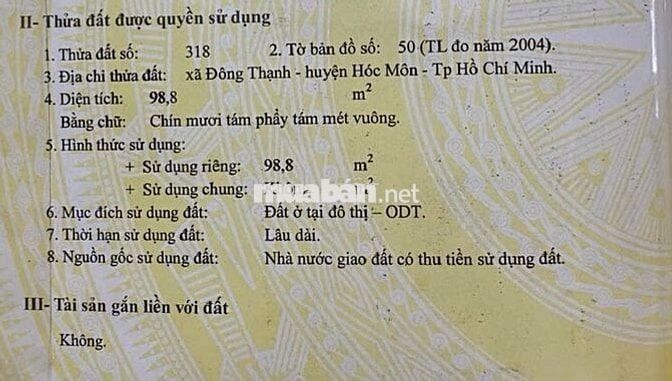 II- Thửa đất được quyền sử dụng
1. Thửa đất số: 318 2. Tờ bản đồ số: 50 (TL đo năm 2004).
3. Địa chỉ thửa đất: xã Đông Thạnh - huyện Hóc Môn - Tp Hồ Chí Minh.
4. Diện tích: 98,8 m²
Bằng chữ: Chín mươi tám phẩy tám mét vuông.
5. Hình thức sử dụng:
+ Sử dụng riêng: 98,8 m²
+ Sử dụng chung: m²
muaban.net
6. Mục đích sử dụng đất: Đất ở tại đô thị – ODT.
7. Thời hạn sử dụng đất: Lâu dài.
8. Nguồn gốc sử dụng đất: Nhà nước giao đất có thu tiền sử dụng đất.
III- Tài sản gắn liền với đất
Không.